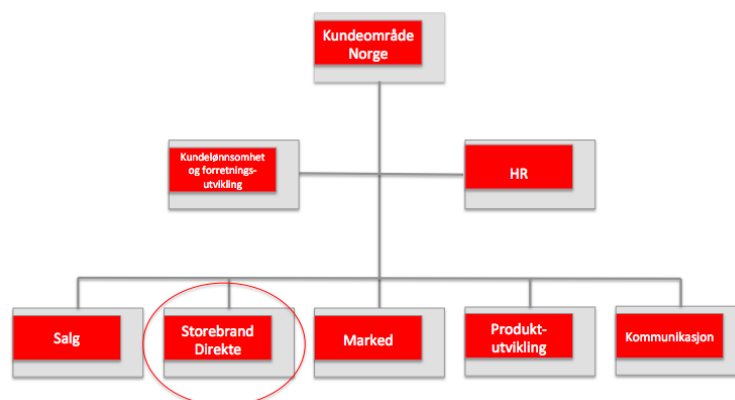 Kundeområde
Norge
Kundelønnsomhet
og forretnings-
utvikling
HR
Salg
Storebrand
Direkte
Marked
Produkt-
utvikling
Kommunikasjon